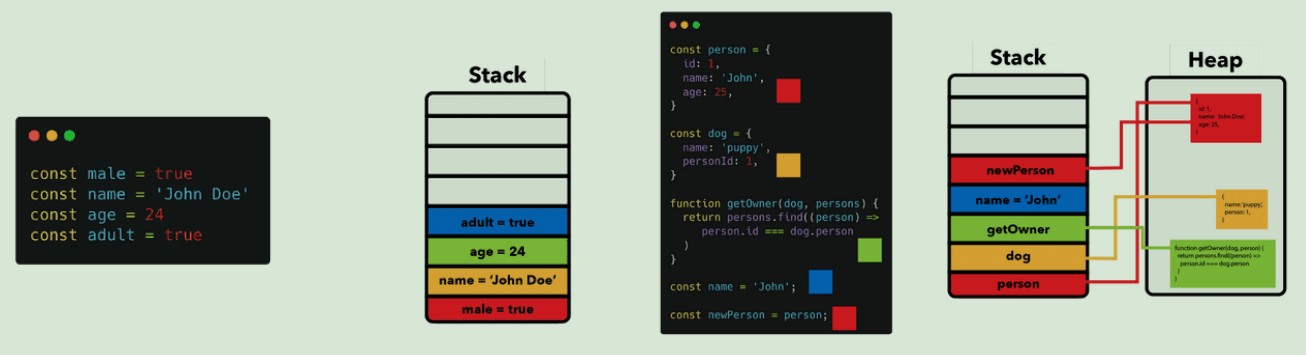 const male = true
const name = 'John Doe'
const age = 24
const adult = true
Stack
adult = true
age = 24
name = 'John Doe'
male = true
const person = {
id: 1,
name: 'John',
age: 25,
}
const dog = {
name: 'puppy',
personId: 1,
}
function getOwner(dog, persons) {
return persons.find((person) =>
person.id === dog.person
)
}
const name = 'John';
const newPerson = person;
Stack
newPerson
name = 'John'
getOwner
dog
person
Heap
{
id: 1,
name: 'John Doe',
age: 25,
}
{
name:'puppy',
person: 1,
}
function getOwner(dog, person) {
return persons.find((person) =>
person.id === dog.person
)
}